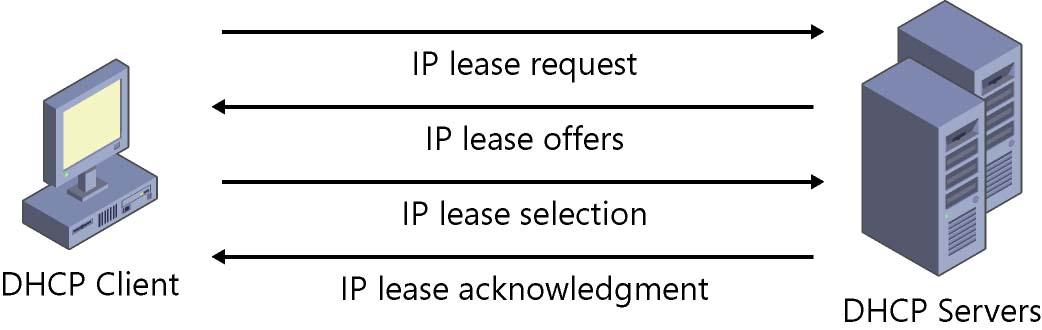 IP lease request
IP lease offers
IP lease selection
IP lease acknowledgment
DHCP Client
DHCP Servers